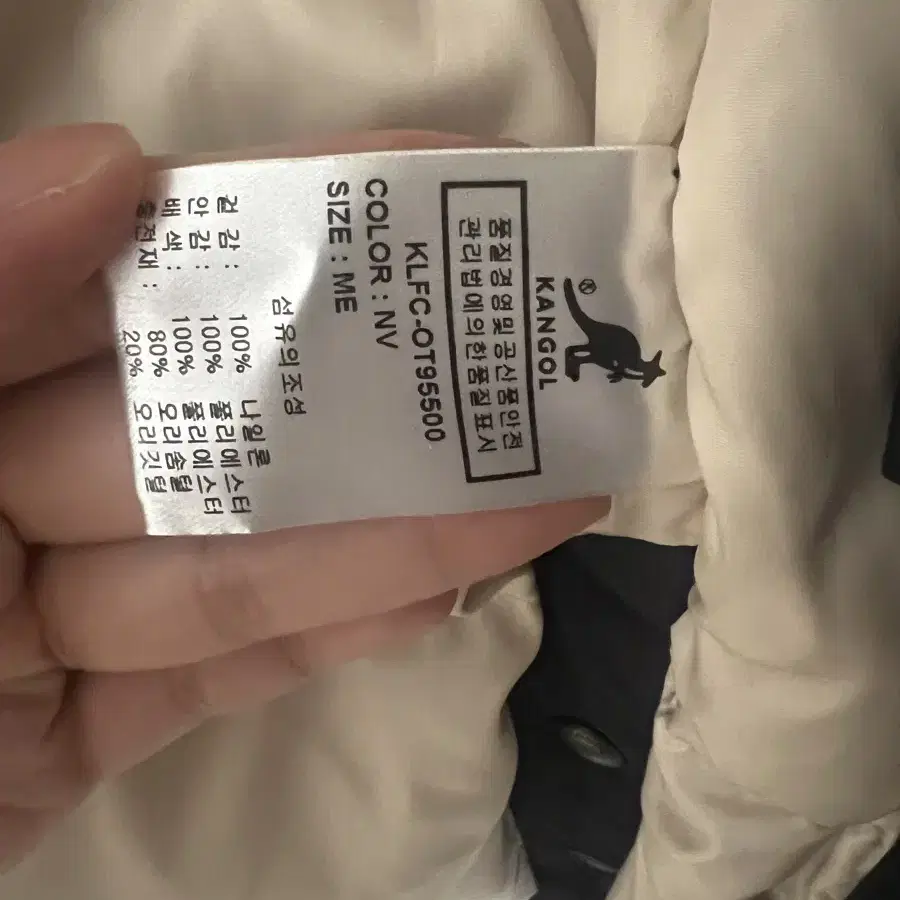 KANGOL®
품질경영및공산품안전
관리법에의한품질표시
KLFC-OT95500
COLOR : NV
SIZE : ME
섬유의조성
겉 감 : 100% 나일론
안 감 : 100% 폴리에스터
배 색 : 100% 폴리에스터
충전재 : 80% 오리솜털
20% 오리깃털